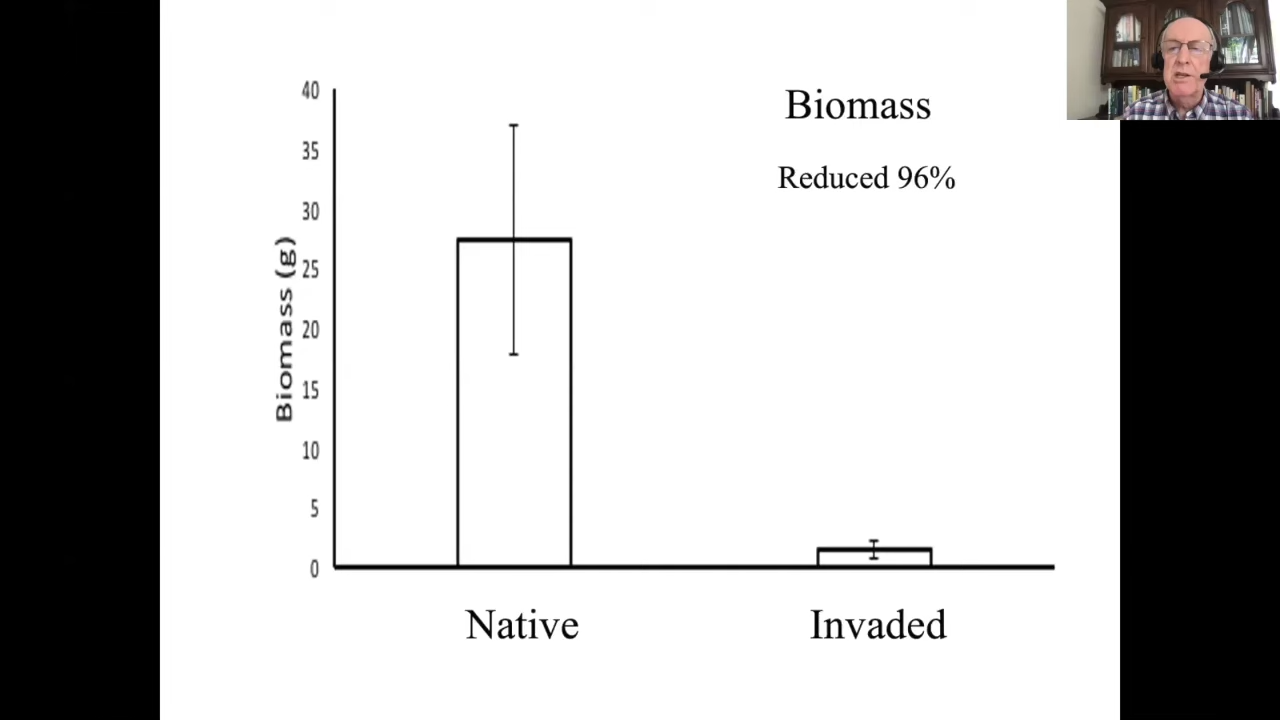 Biomass
Reduced 96%
Biomass (g)
40
35
30
25
20
15
10
5
0
Native
Invaded